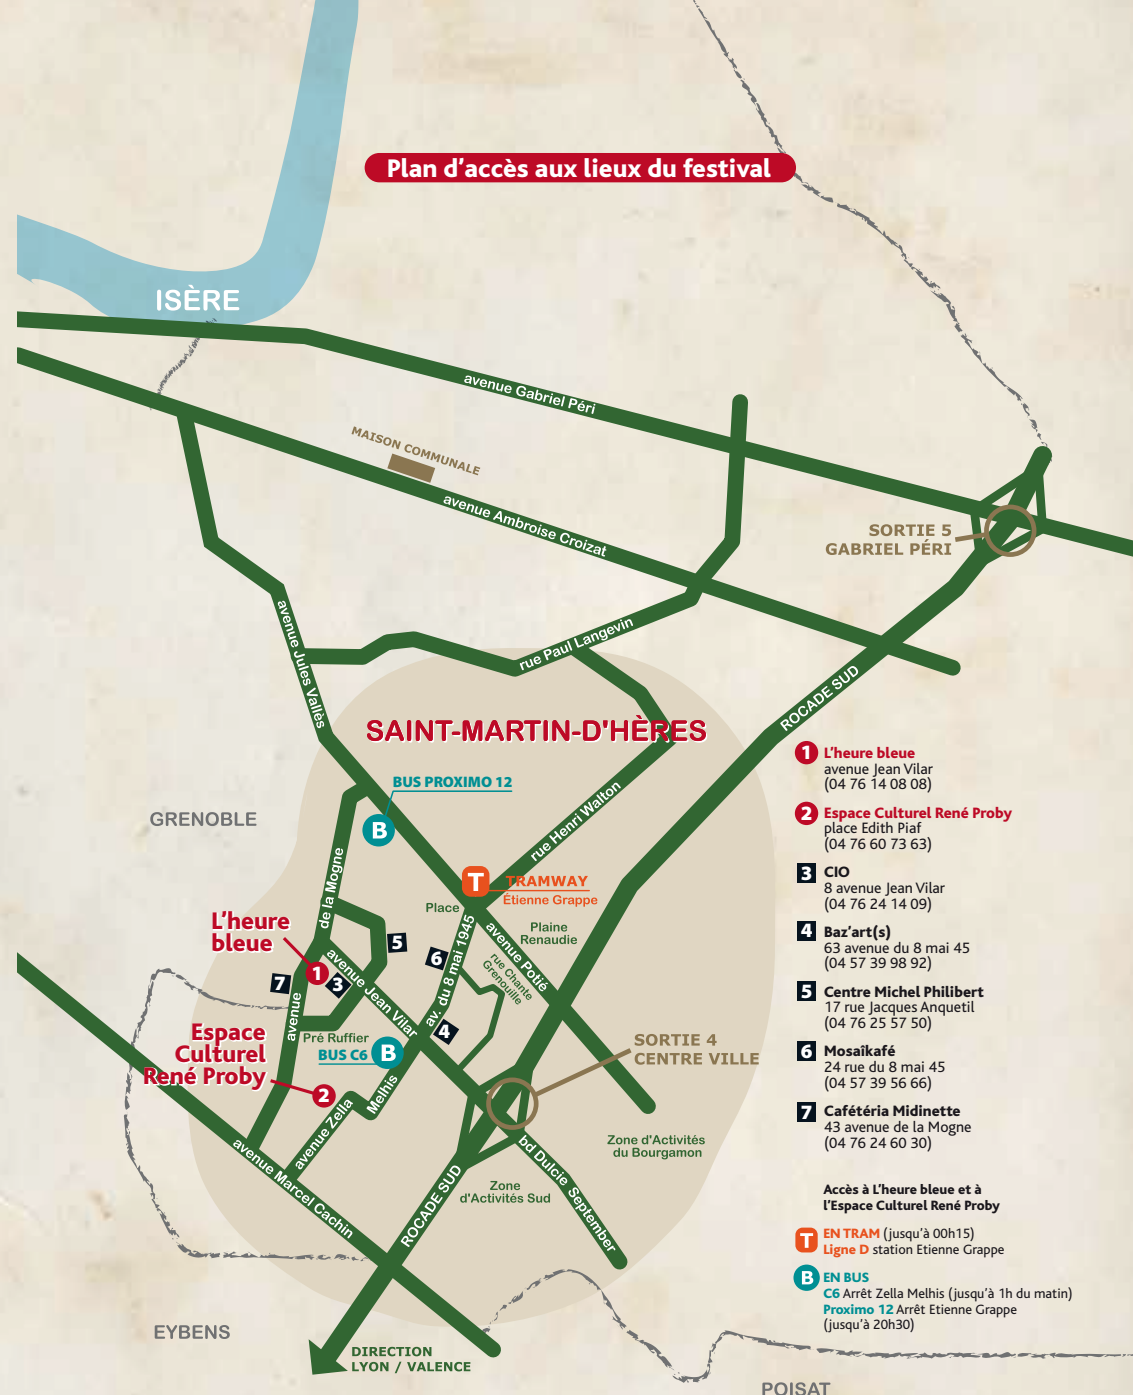 Plan d'accès aux lieux du festival
ISÈRE
avenue Gabriel Péri
MAISON COMMUNALE
avenue Ambroise Croizat
SORTIE 5
GABRIEL PÉRI
avenue Jules Vallès
rue Paul Langevin
ROCADE SUD
SAINT-MARTIN-D'HÈRES
BUS PROXIMO 12
B
GRENOBLE
rue Henri Walton
de la Mogne
T
TRAMWAY
Étienne Grappe
Place
Plaine
Renaudie
L'heure
bleue
5
6
av. du 8 mai 1945
avenue Potié
rue Chante
Grenouille
7
1
3
avenue Jean Vilar
avenue
4
Pré Ruffier
BUS C6
B
Espace
Culturel
René Proby
2
SORTIE 4
CENTRE VILLE
avenue Zella
Melhis
avenue Marcel Cachin
Zone d'Activités
du Bourgamon
bd Dulcie September
Zone
d'Activités Sud
ROCADE SUD
EYBENS
DIRECTION
LYON / VALENCE
POISAT
1 L'heure bleue
avenue Jean Vilar
(04 76 14 08 08)
2 Espace Culturel René Proby
place Edith Piaf
(04 76 60 73 63)
3 CIO
8 avenue Jean Vilar
(04 76 24 14 09)
4 Baz'art(s)
63 avenue du 8 mai 45
(04 57 39 98 92)
5 Centre Michel Philibert
17 rue Jacques Anquetil
(04 76 25 57 50)
6 Mosaîkafé
24 rue du 8 mai 45
(04 57 39 56 66)
7 Cafétéria Midinette
43 avenue de la Mogne
(04 76 24 60 30)
Accès à L'heure bleue et à
l'Espace Culturel René Proby
T EN TRAM (jusqu'à 00h15)
Ligne D station Etienne Grappe
B EN BUS
C6 Arrêt Zella Melhis (jusqu'à 1h du matin)
Proximo 12 Arrêt Etienne Grappe
(jusqu'à 20h30)